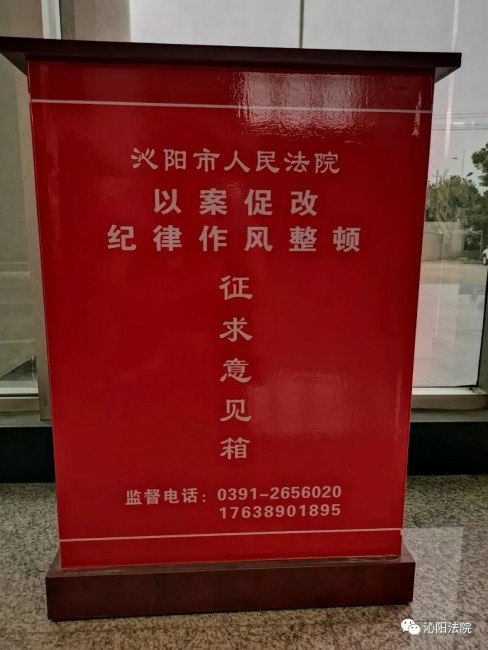 沁阳市人民法院
以案促改
纪律作风整顿
征求意见箱
监督电话：0391-2656020
17638901895
沁阳法院